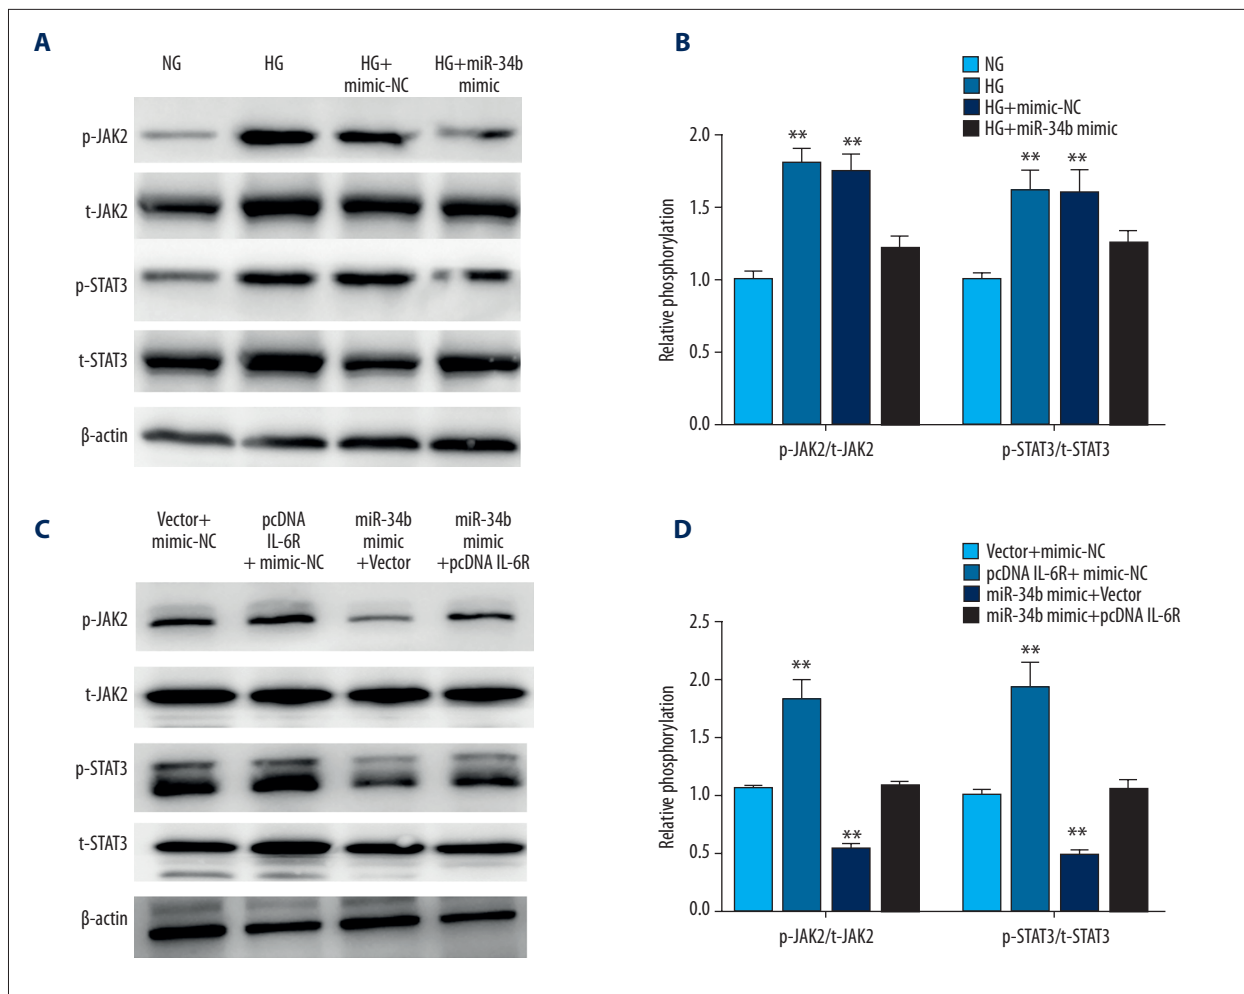 A
NG
HG
HG+
mimic-NC
HG+miR-34b
mimic
p-JAK2
t-JAK2
p-STAT3
t-STAT3
β-actin
B
NG
HG
HG+mimic-NC
HG+miR-34b mimic
Relative phosphorylation
2.0
1.5
1.0
0.5
0.0
** **
** **
p-JAK2/t-JAK2
p-STAT3/t-STAT3
C
Vector+
mimic-NC
pcDNA
IL-6R
+ mimic-NC
miR-34b
mimic
+Vector
miR-34b
mimic
+pcDNA IL-6R
p-JAK2
t-JAK2
p-STAT3
t-STAT3
β-actin
D
Vector+mimic-NC
pcDNA IL-6R+ mimic-NC
miR-34b mimic+Vector
miR-34b mimic+pcDNA IL-6R
Relative phosphorylation
2.5
2.0
1.5
1.0
0.5
0.0
**
**
**
**
p-JAK2/t-JAK2
p-STAT3/t-STAT3